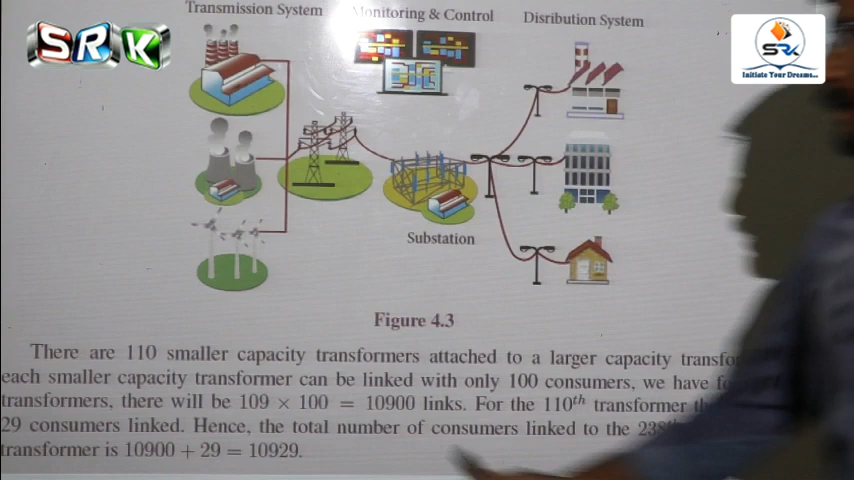 Transmission System
Monitoring & Control
Disribution System
SRK
SRK
Initiate Your Dreams...
Substation
Figure 4.3
There are 110 smaller capacity transformers attached to a larger capacity
each smaller capacity transformer can be linked with only 100 consumers, we have
transformers, there will be 109 × 100 = 10900 links. For the 110th transformer
29 consumers linked. Hence, the total number of consumers linked to the
transformer is 10900 + 29 = 10929.